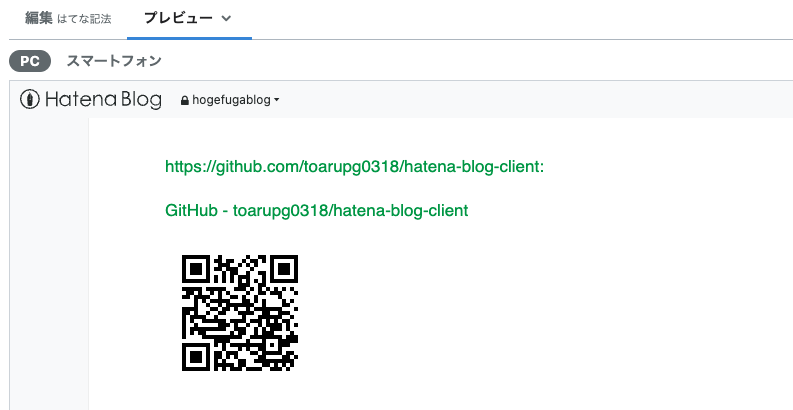 編集 はてな記法 プレビュー
PC スマートフォン
Hatena Blog hogefugablog
https://github.com/toarupg0318/hatena-blog-client:
GitHub - toarupg0318/hatena-blog-client